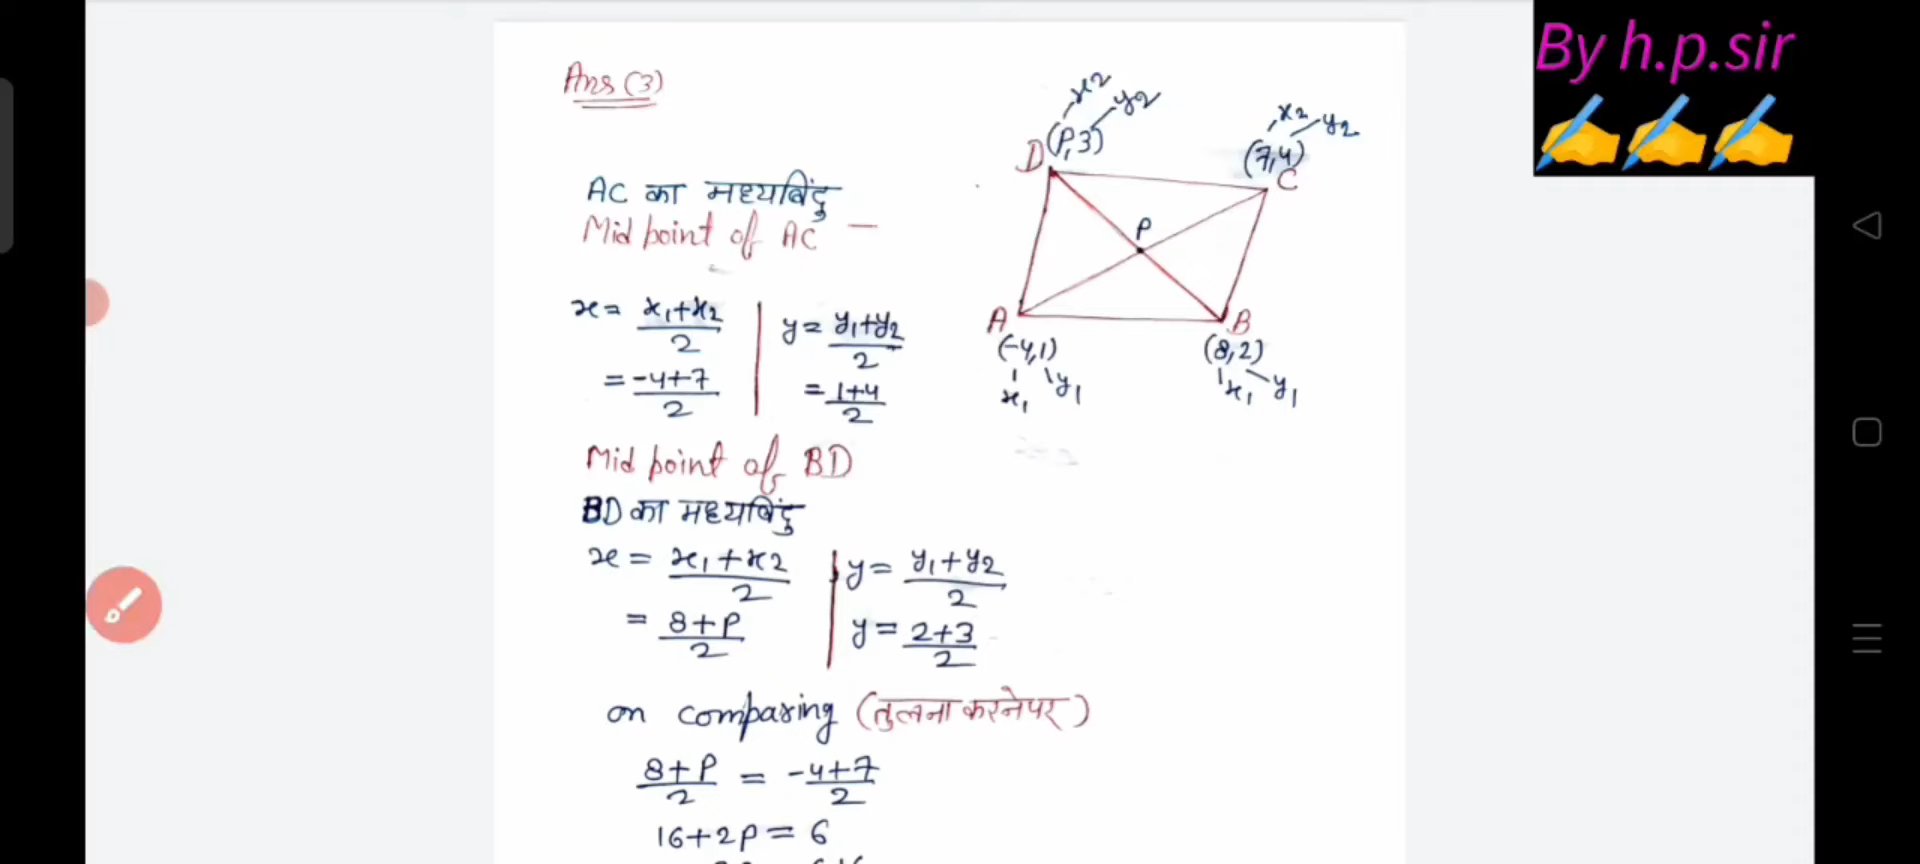 By h.p.sir
Ans (3)
x2 y2
(P,3)
D
x2 y2
(7,4)
C
P
A
(-4,1)
x1 y1
B
(8,2)
x1 y1
AC का मध्यबिंदु
Mid point of AC –
x = x1+x2/2 | y = y1+y2/2
= -4+7/2 | = 1+4/2
Mid point of BD
BD का मध्यबिंदु
x = x1+x2/2 | y = y1+y2/2
= 8+P/2 | y = 2+3/2
on comparing (तुलना करनेपर)
8+P/2 = -4+7/2
16+2P = 6